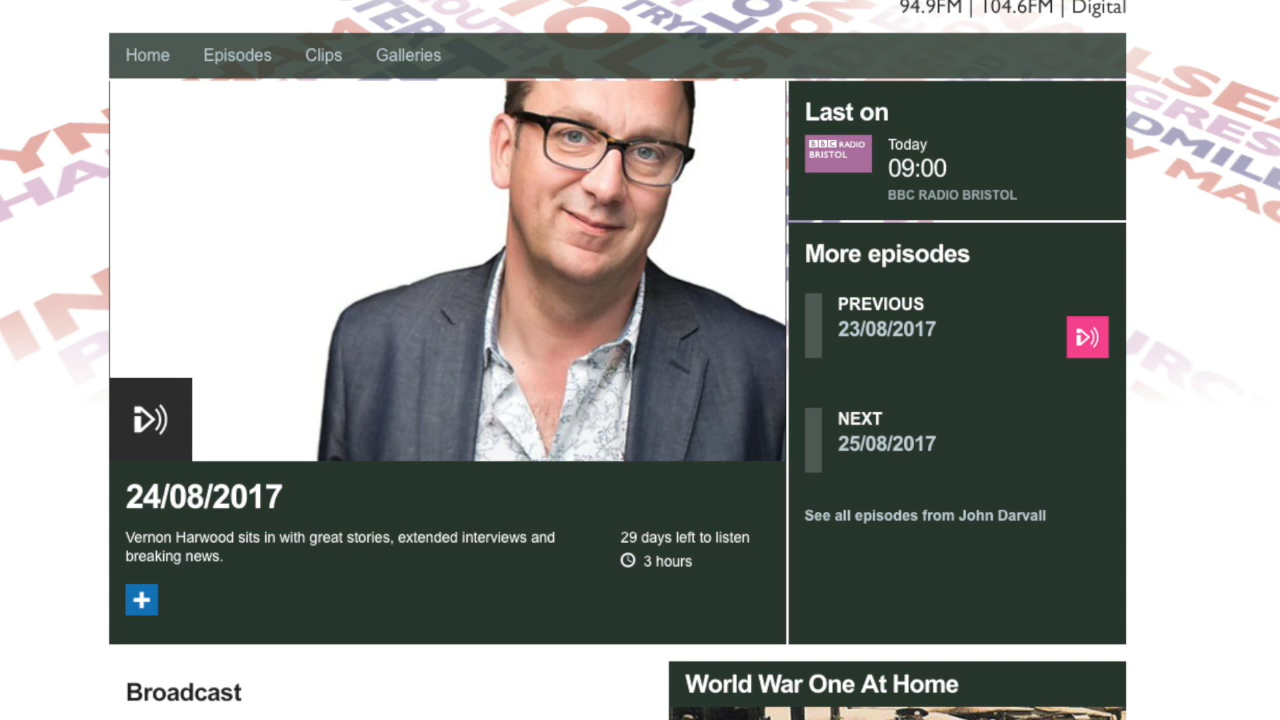 94.9FM | 104.6FM | Digital
Home Episodes Clips Galleries
Last on
BBC RADIO
BRISTOL
Today
09:00
BBC RADIO BRISTOL
More episodes
PREVIOUS
23/08/2017
NEXT
25/08/2017
See all episodes from John Darvall
24/08/2017
Vernon Harwood sits in with great stories, extended interviews and
breaking news.
29 days left to listen
3 hours
Broadcast
World War One At Home